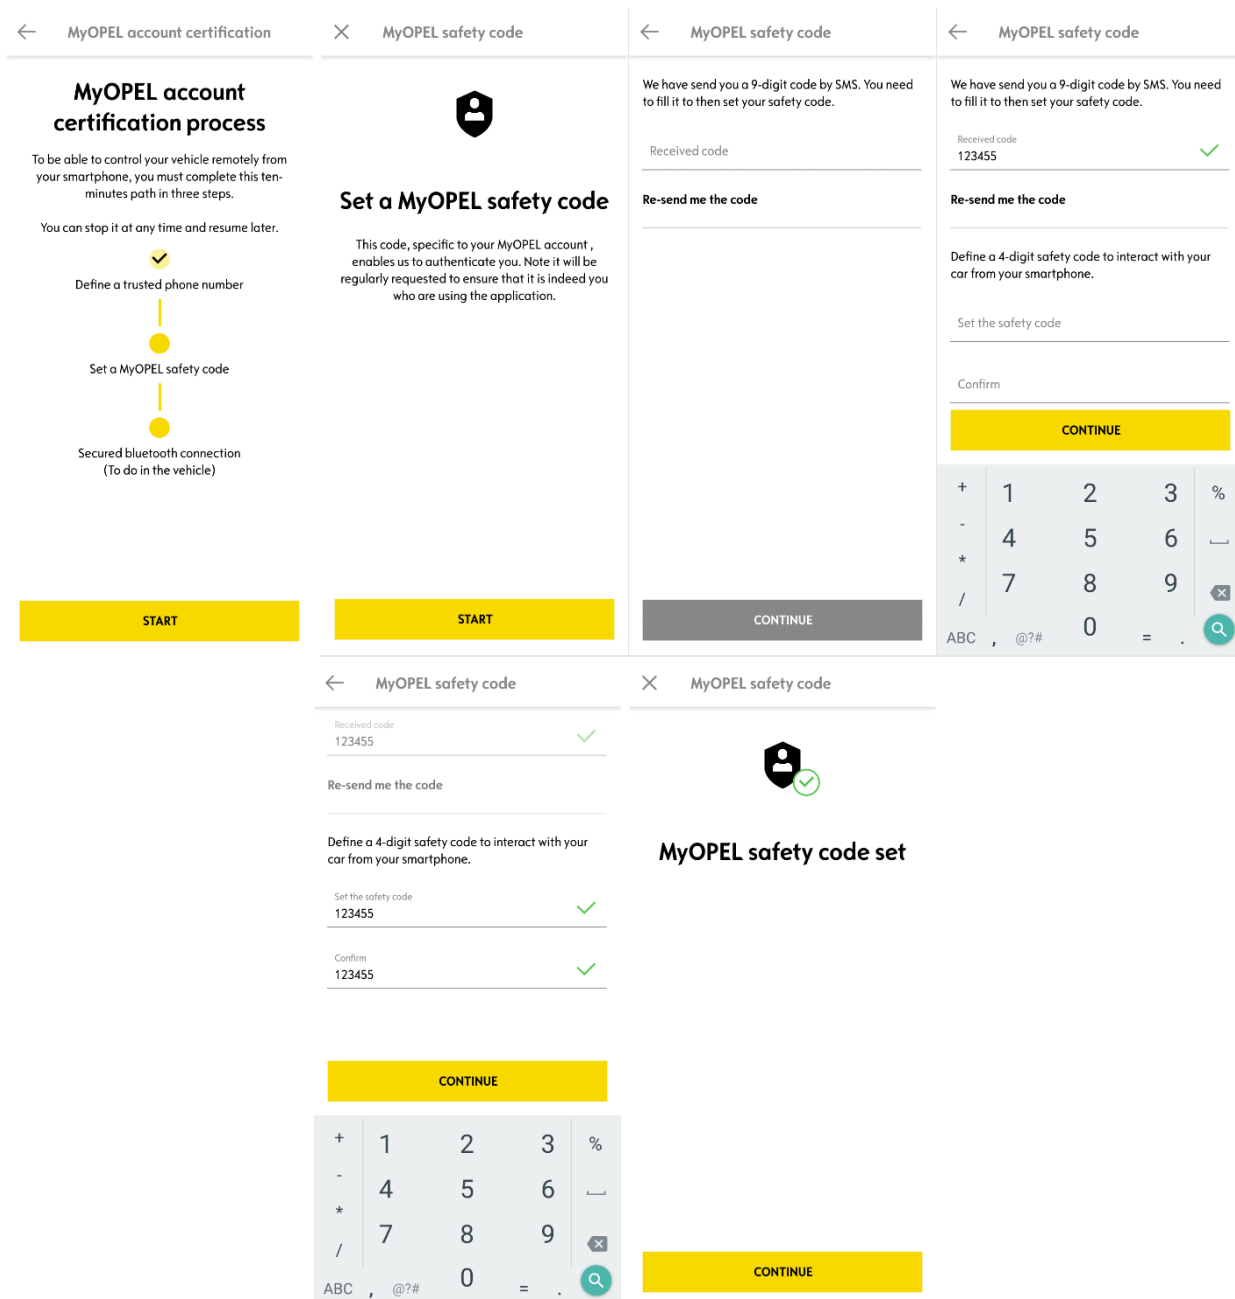 MyOPEL account certification
MyOPEL account
certification process
To be able to control your vehicle remotely from
your smartphone, you must complete this ten-
minutes path in three steps.
You can stop it at any time and resume later.
Define a trusted phone number
Set a MyOPEL safety code
Secured bluetooth connection
(To do in the vehicle)
START
MyOPEL safety code
Set a MyOPEL safety code
This code, specific to your MyOPEL account ,
enables us to authenticate you. Note it will be
regularly requested to ensure that it is indeed you
who are using the application.
START
MyOPEL safety code
We have send you a 9-digit code by SMS. You need
to fill it to then set your safety code.
Received code
Re-send me the code
CONTINUE
MyOPEL safety code
We have send you a 9-digit code by SMS. You need
to fill it to then set your safety code.
Received code
123455
Re-send me the code
Define a 4-digit safety code to interact with your
car from your smartphone.
Set the safety code
Confirm
CONTINUE
+ 1 2 3 %
-
4 5 6
*
7 8 9
/
ABC , @?# 0 = .
MyOPEL safety code
Received code
123455
Re-send me the code
Define a 4-digit safety code to interact with your
car from your smartphone.
Set the safety code
123455
Confirm
123455
CONTINUE
+ 1 2 3 %
-
4 5 6
*
7 8 9
/
ABC , @?# 0 = .
MyOPEL safety code
MyOPEL safety code set
CONTINUE